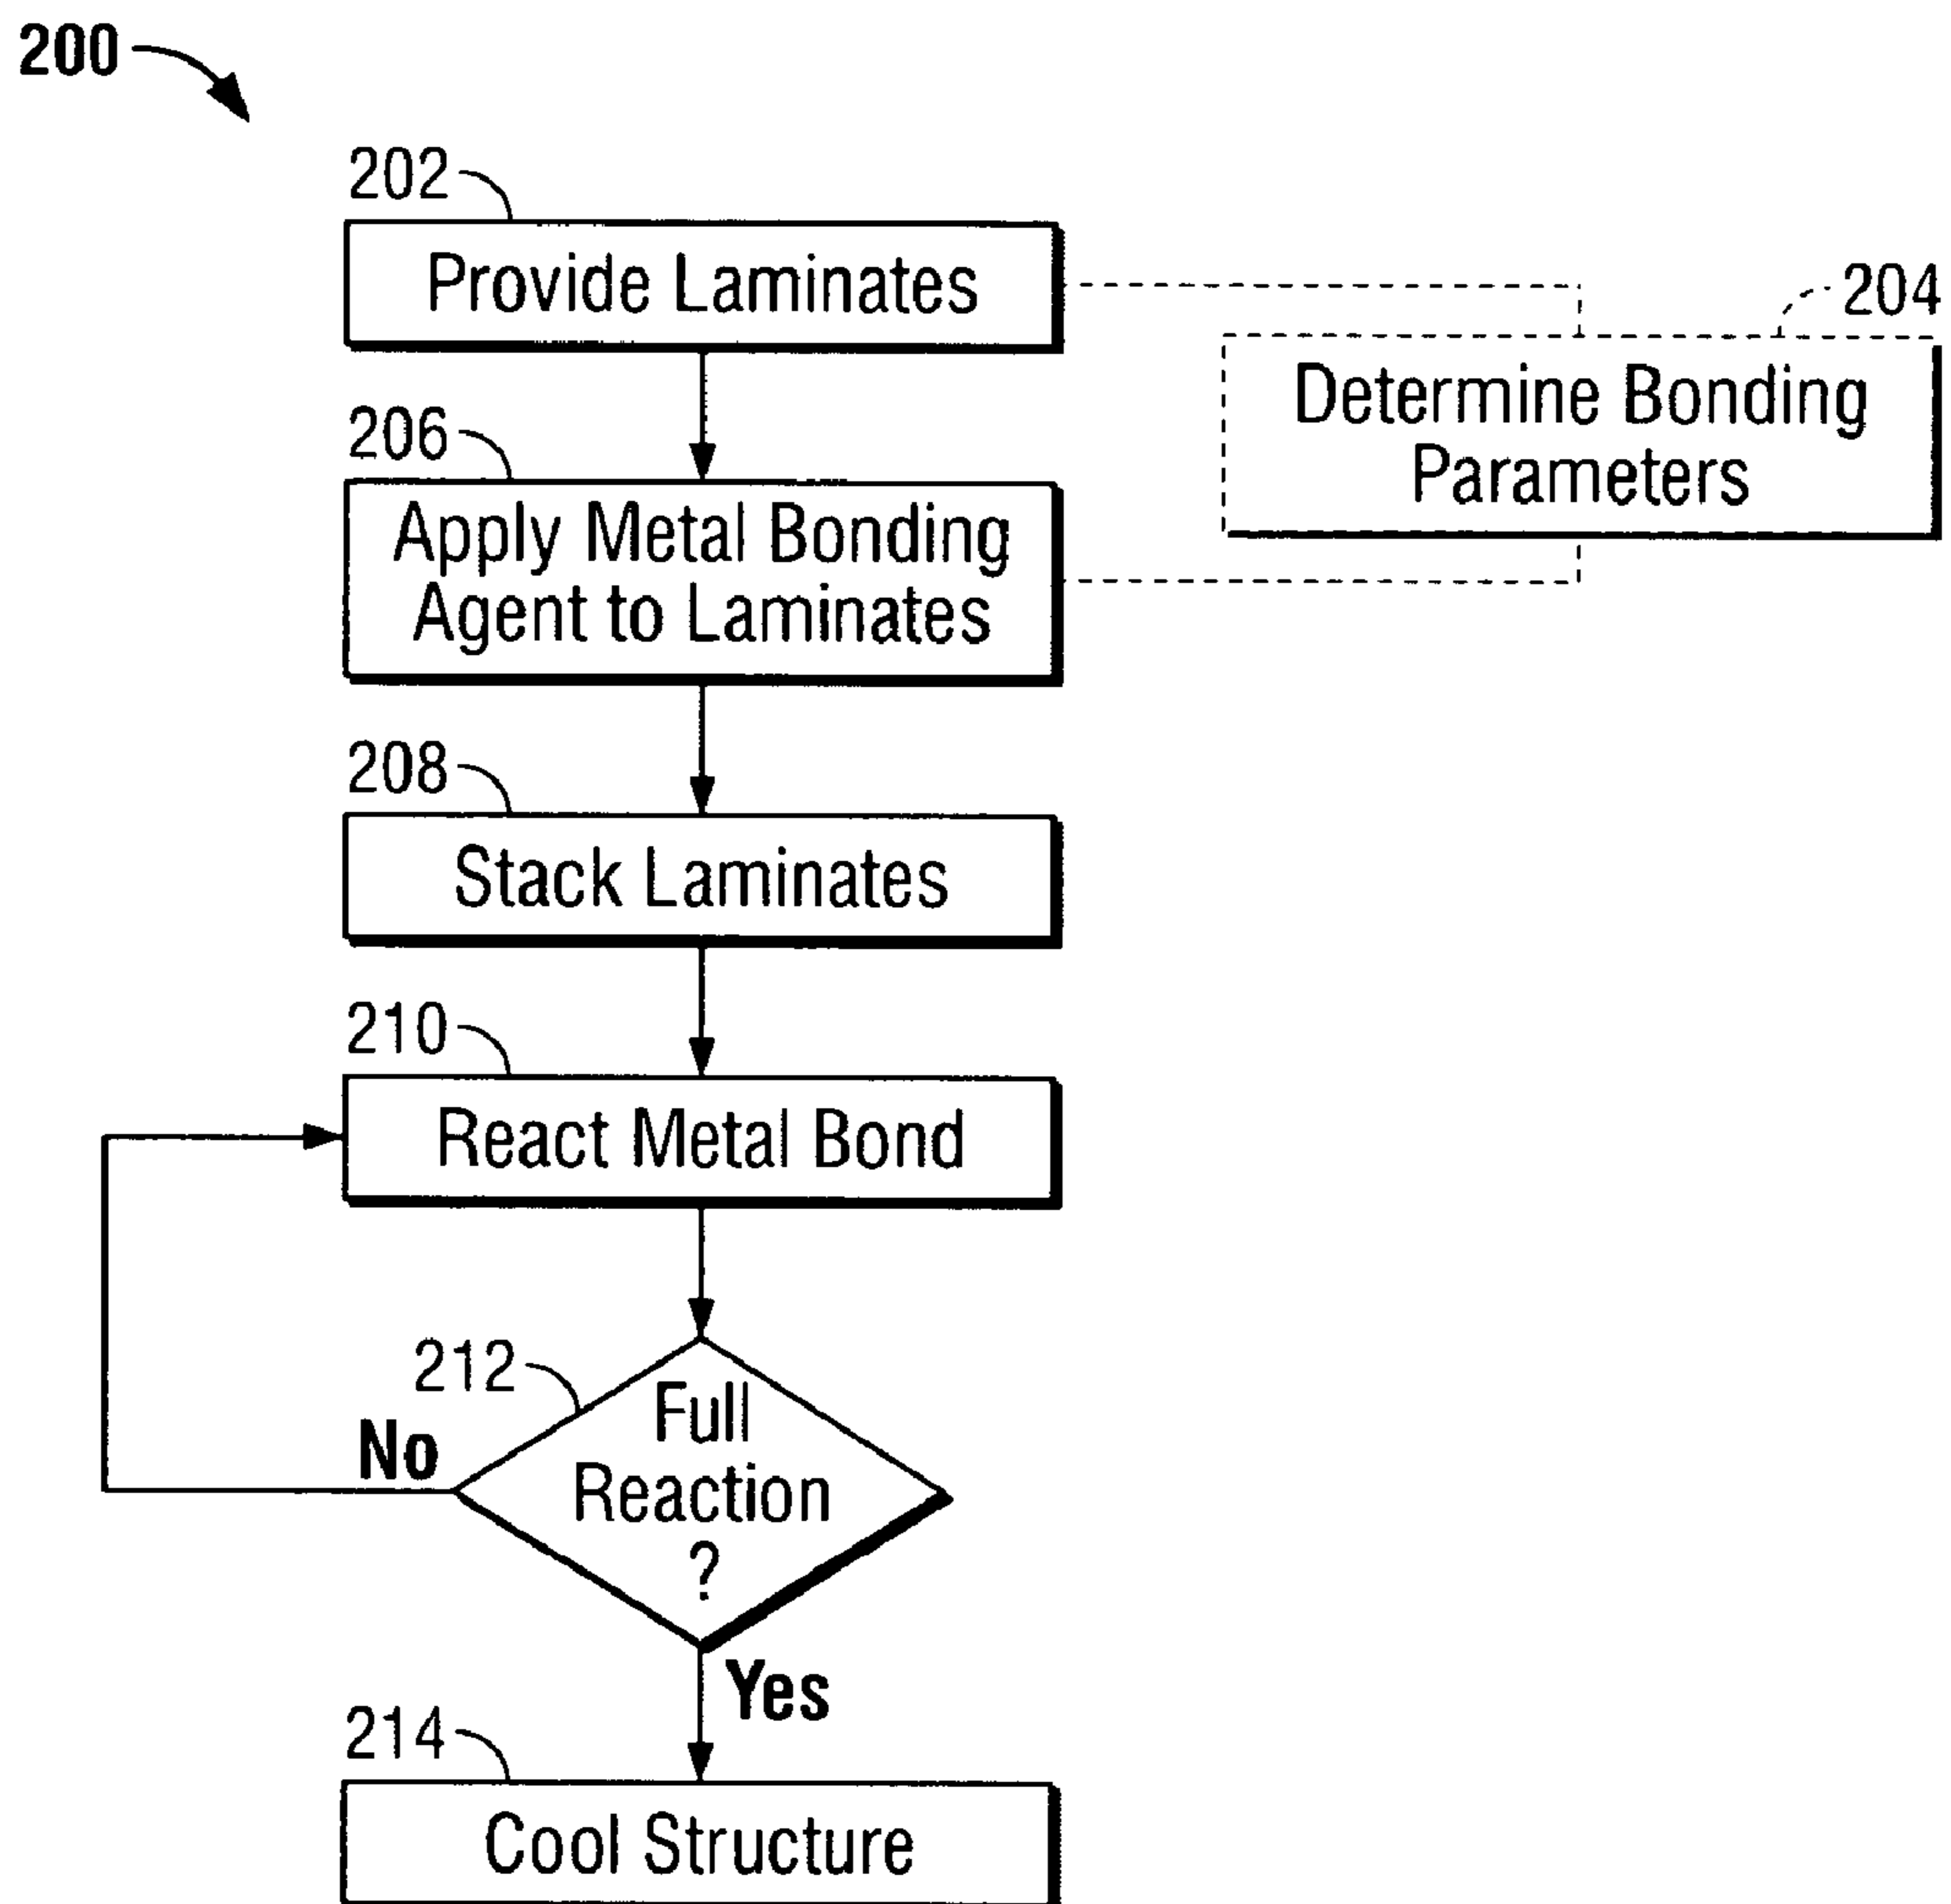 200
202
Provide Laminates
204
Determine Bonding
Parameters
206
Apply Metal Bonding
Agent to Laminates
208
Stack Laminates
210
React Metal Bond
212
Full
Reaction
?
No
Yes
214
Cool Structure